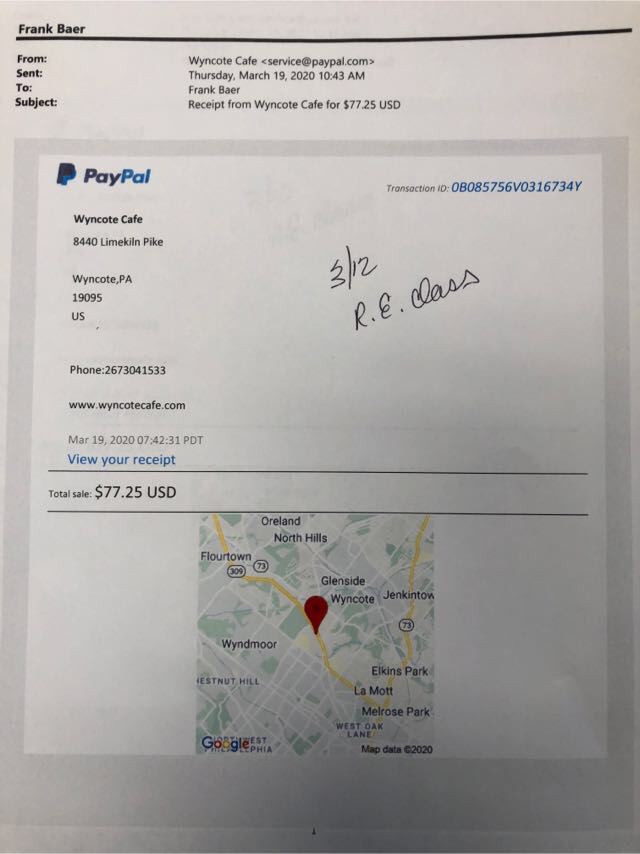 Frank Baer
From: Wyncote Cafe <service@paypal.com>
Sent: Thursday, March 19, 2020 10:43 AM
To: Frank Baer
Subject: Receipt from Wyncote Cafe for $77.25 USD
PayPal
Transaction ID: 0B085756V0316734Y
Wyncote Cafe
8440 Limekiln Pike
3/12
R.E. Class
Wyncote,PA
19095
US
Phone:2673041533
www.wyncotecafe.com
Mar 19, 2020 07:42:31 PDT
View your receipt
Total sale: $77.25 USD
Oreland
North Hills
Flourtown
309
73
Glenside
Wyncote
Jenkintow
73
Wyndmoor
Elkins Park
HESTNUT HILL
La Mott
Melrose Park
WEST OAK
LANE
Google
Map data ©2020